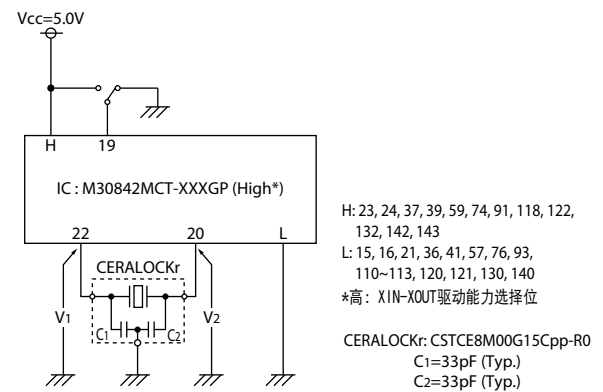 Vcc=5.0V
H
19
IC : M30842MCT-XXXGP (High*)
22
20
L
CERALOCKr
V1
C1
C2
V2
H: 23, 24, 37, 39, 59, 74, 91, 118, 122,
132, 142, 143
L: 15, 16, 21, 36, 41, 57, 76, 93,
110~113, 120, 121, 130, 140
*高：XIN-XOUT驱动能力选择位
CERALOCKr: CSTCE8M00G15Cpp-R0
C1=33pF (Typ.)
C2=33pF (Typ.)